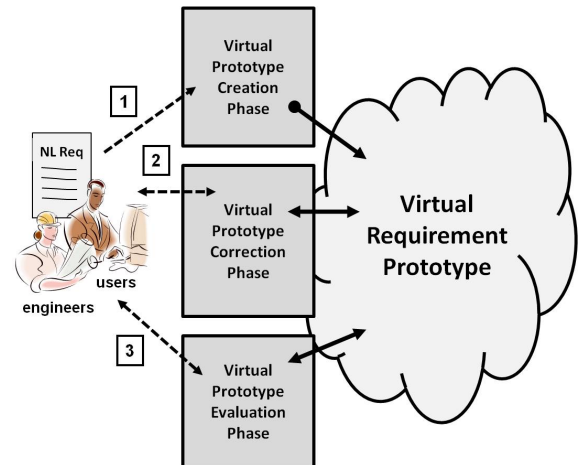 Virtual
Prototype
Creation
Phase
1
NL Req
2
Virtual
Prototype
Correction
Phase
Virtual
Requirement
Prototype
users
engineers
3
Virtual
Prototype
Evaluation
Phase